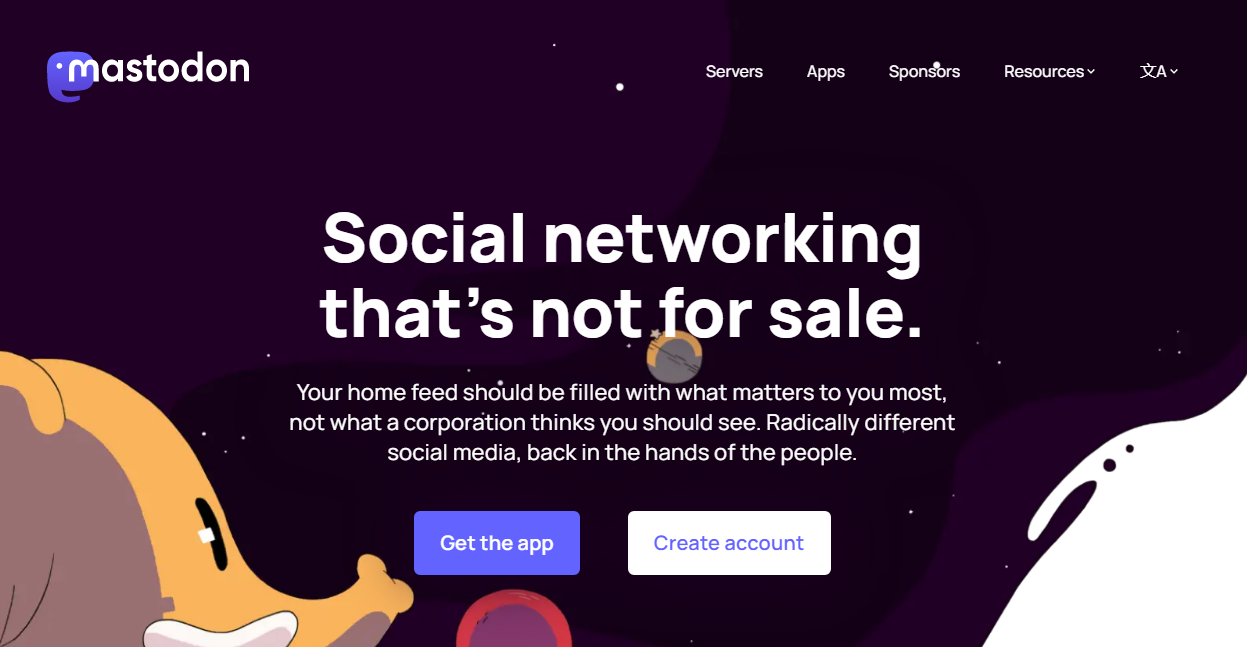 mastodon
Servers
Apps
Sponsors
Resources
文A
Social networking
that’s not for sale.
Your home feed should be filled with what matters to you most,
not what a corporation thinks you should see. Radically different
social media, back in the hands of the people.
Get the app
Create account